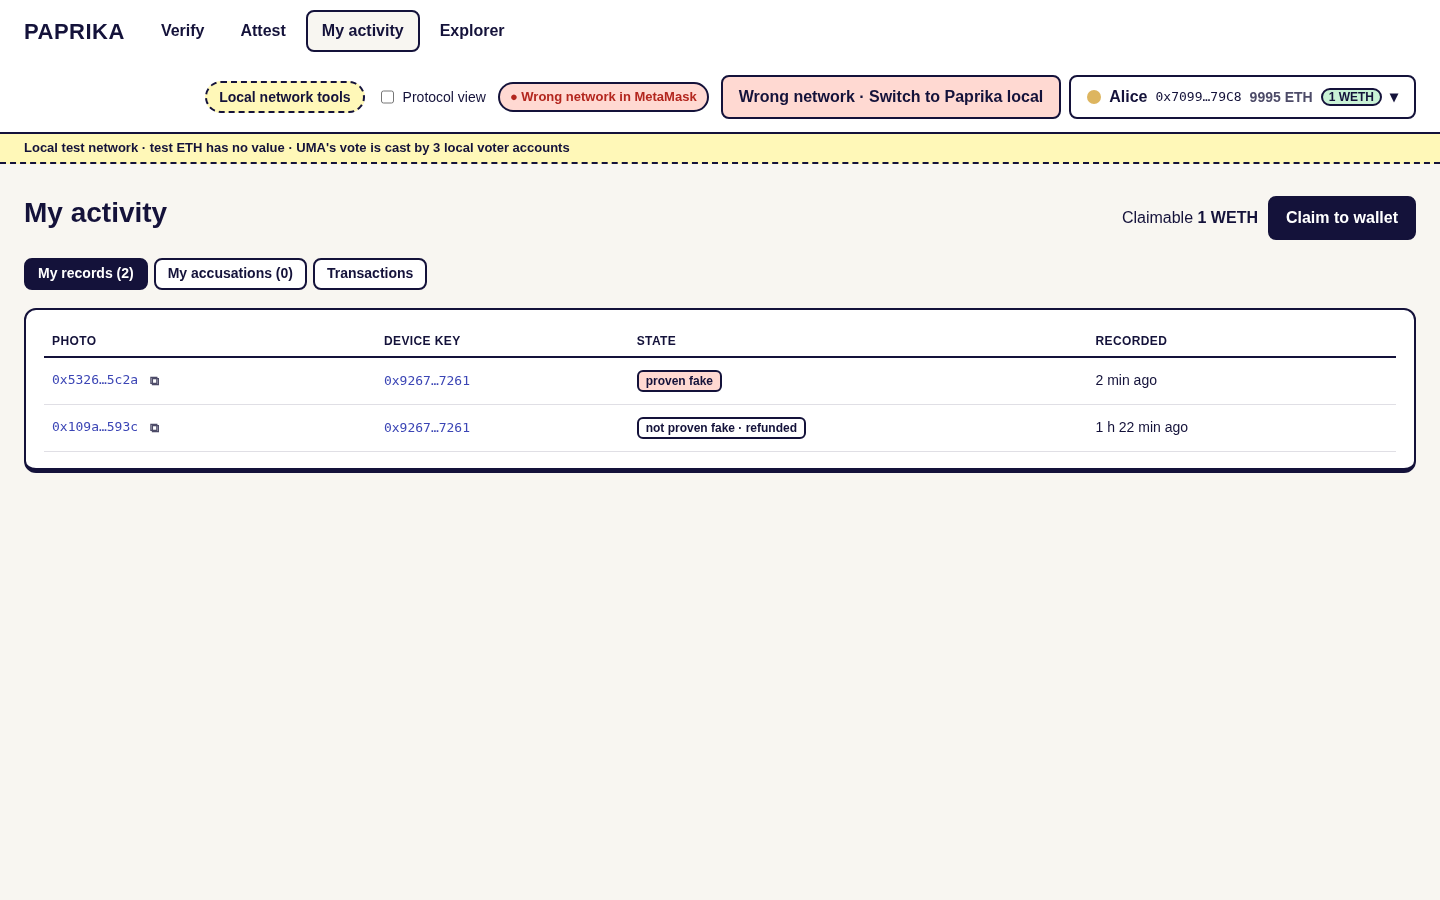 PAPRIKA Verify Attest My activity Explorer
Local network tools Protocol view ● Wrong network in MetaMask Wrong network · Switch to Paprika local Alice 0x7099…79C8 9995 ETH 1 WETH ▼
Local test network · test ETH has no value · UMA's vote is cast by 3 local voter accounts
My activity Claimable 1 WETH Claim to wallet
My records (2) My accusations (0) Transactions
PHOTO DEVICE KEY STATE RECORDED
0x5326…5c2a ⧉ 0x9267…7261 proven fake 2 min ago
0x109a…593c ⧉ 0x9267…7261 not proven fake · refunded 1 h 22 min ago